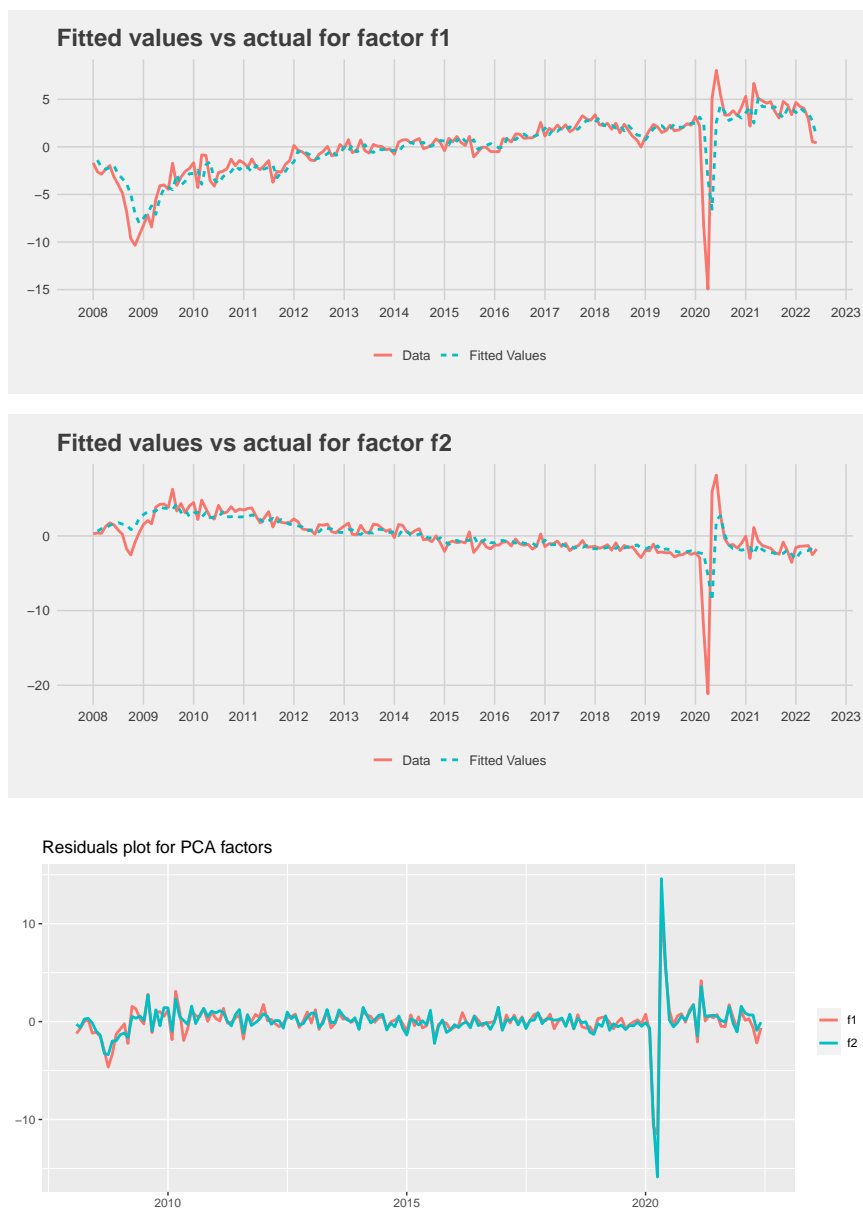 Fitted values vs actual for factor f1
5
0
−5
−10
−15
2008 2009 2010 2011 2012 2013 2014 2015 2016 2017 2018 2019 2020 2021 2022 2023
Data Fitted Values
Fitted values vs actual for factor f2
0
−10
−20
2008 2009 2010 2011 2012 2013 2014 2015 2016 2017 2018 2019 2020 2021 2022 2023
Data Fitted Values
Residuals plot for PCA factors
10
0
−10
2010 2015 2020
f1
f2